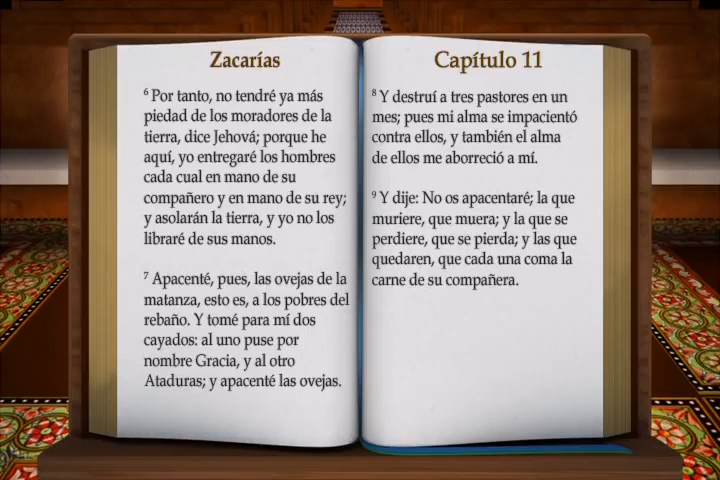 Zacarías
⁶ Por tanto, no tendré ya más
piedad de los moradores de la
tierra, dice Jehová; porque he
aquí, yo entregaré los hombres
cada cual en mano de su
compañero y en mano de su rey;
y asolarán la tierra, y yo no los
libraré de sus manos.
⁷ Apacenté, pues, las ovejas de la
matanza, esto es, a los pobres del
rebaño. Y tomé para mí dos
cayados: al uno puse por
nombre Gracia, y al otro
Ataduras; y apacenté las ovejas.
Capítulo 11
⁸ Y destruí a tres pastores en un
mes; pues mi alma se impacientó
contra ellos, y también el alma
de ellos me aborreció a mí.
⁹ Y dije: No os apacentaré; la que
muriere, que muera; y la que se
perdiere, que se pierda; y las que
quedaren, que cada una coma la
carne de su compañera.